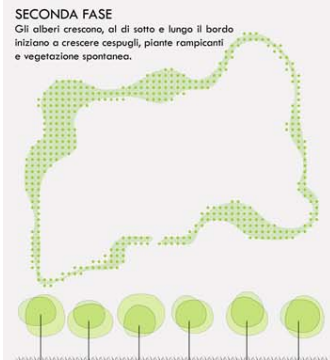 SECONDA FASE
Gli alberi crescono, al di sotto e lungo il bordo
iniziano a crescere cespugli, piante rampicanti
e vegetazione spontanea.